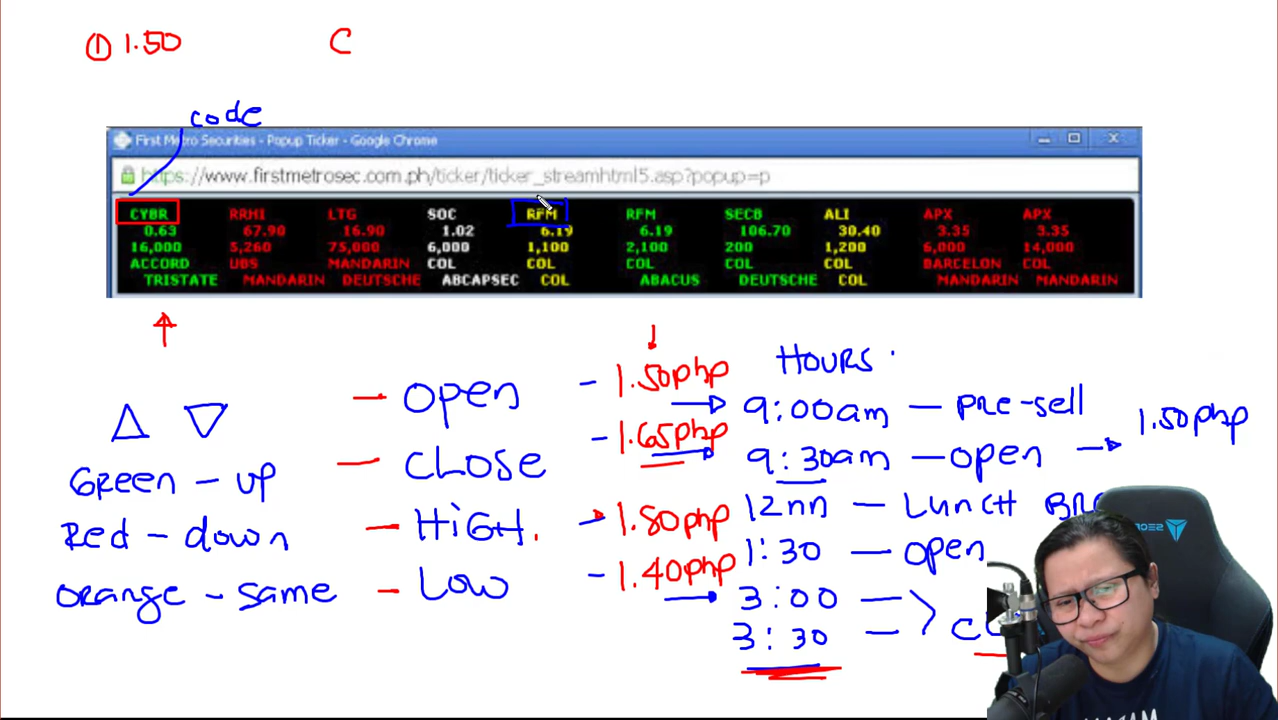 ① 1.50 C
code
First Metro Securities - Popup Ticker - Google Chrome
https://www.firstmetrosec.com.ph/ticker/ticker_streamhtml5.asp?popup=p
CYBR RRHI LTG SOC RFM RFM SECB ALI APX APX
0.63 67.90 16.90 1.02 6.19 6.19 106.70 30.40 3.35 3.35
16,000 3,260 75,000 6,000 1,100 2,100 200 1,200 6,000 14,000
ACCORD UBS MANDARIN COL COL COL COL COL BARCELON COL
TRISTATE MANDARIN DEUTSCHE ABCAPSEC COL ABACUS DEUTSCHE COL MANDARIN MANDARIN
Green - up
Red - down
orange - same
- open - 1.50php
- CLOSE - 1.65php
- HiGH. 1.80php
- Low - 1.40php
HOURS
9:00am - PRE-sell
9:30am - open 1.50php
12nn - LUNCH
1:30 - open
3:00 -
3:30 -